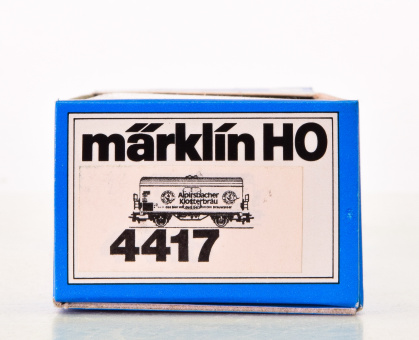 märklin HO
Alpirsbacher
Klosterbräu
4417